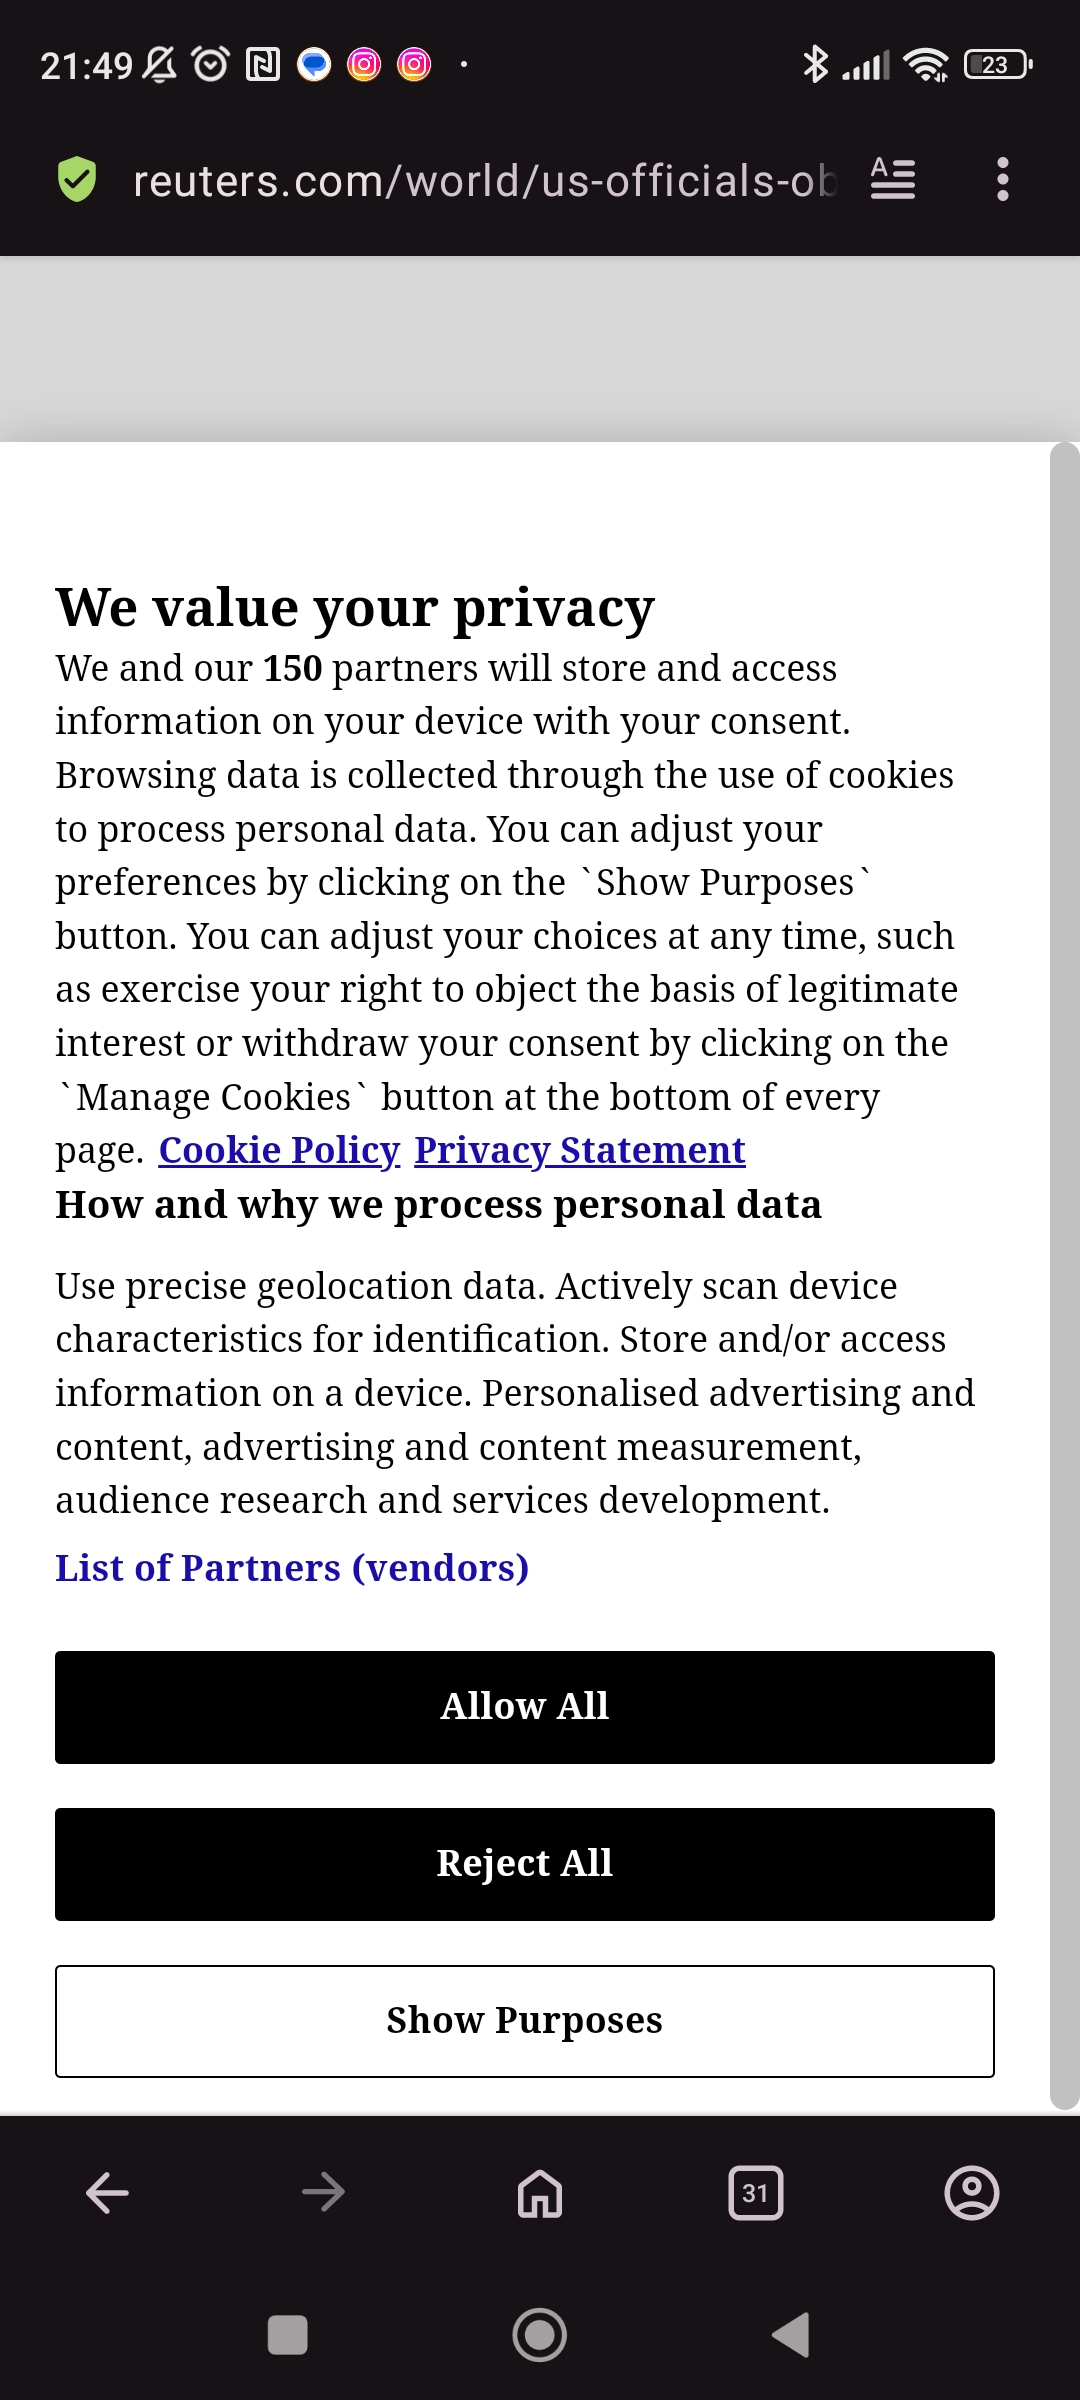 21:49
23
reuters.com/world/us-officials-ob
We value your privacy
We and our 150 partners will store and access
information on your device with your consent.
Browsing data is collected through the use of cookies
to process personal data. You can adjust your
preferences by clicking on the `Show Purposes`
button. You can adjust your choices at any time, such
as exercise your right to object the basis of legitimate
interest or withdraw your consent by clicking on the
`Manage Cookies` button at the bottom of every
page. Cookie Policy Privacy Statement
How and why we process personal data
Use precise geolocation data. Actively scan device
characteristics for identification. Store and/or access
information on a device. Personalised advertising and
content, advertising and content measurement,
audience research and services development.
List of Partners (vendors)
Allow All
Reject All
Show Purposes
31